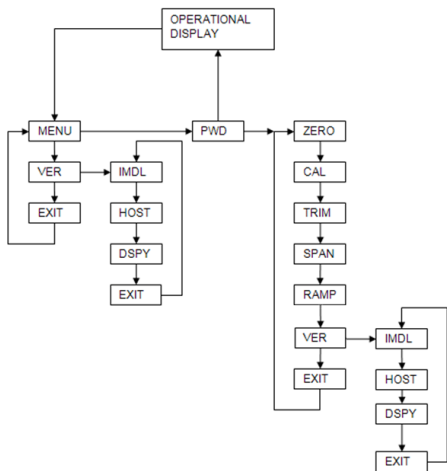 OPERATIONAL
DISPLAY
MENU
PWD
ZERO
VER
IMDL
CAL
EXIT
HOST
TRIM
DSPY
SPAN
EXIT
RAMP
VER
IMDL
EXIT
HOST
DSPY
EXIT